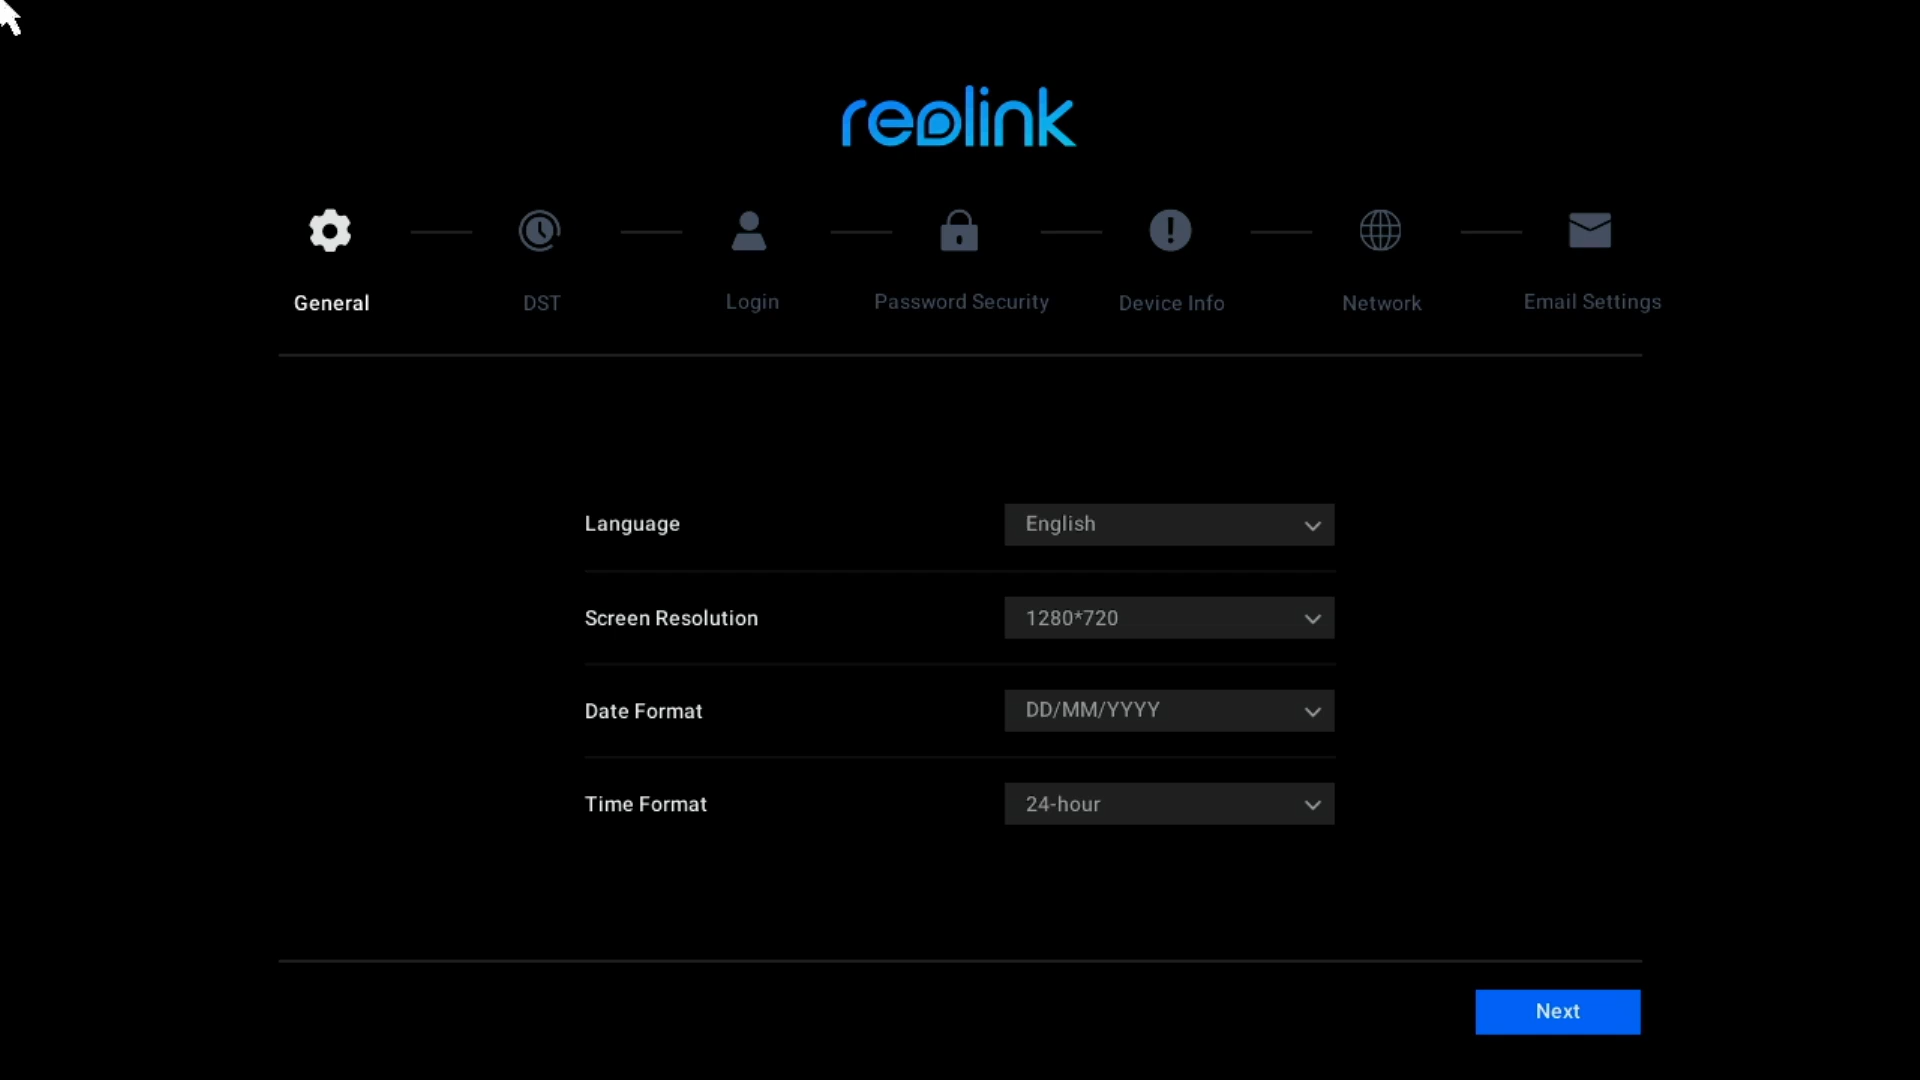 reolink
General DST Login Password Security Device Info Network Email Settings
Language English
Screen Resolution 1280*720
Date Format DD/MM/YYYY
Time Format 24-hour
Next